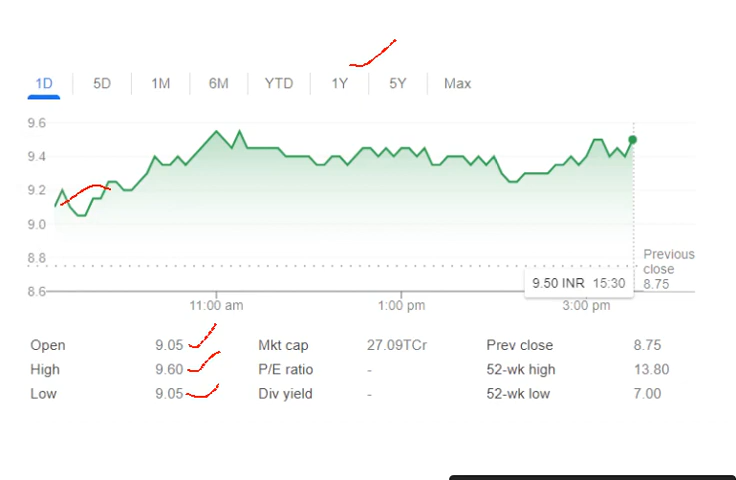 1D 5D 1M 6M YTD 1Y 5Y Max
9.6
9.4
9.2
9.0
8.8
8.6
Previous
close
8.75
9.50 INR 15:30
11:00 am 1:00 pm 3:00 pm
Open 9.05 Mkt cap 27.09TCr Prev close 8.75
High 9.60 P/E ratio - 52-wk high 13.80
Low 9.05 Div yield - 52-wk low 7.00